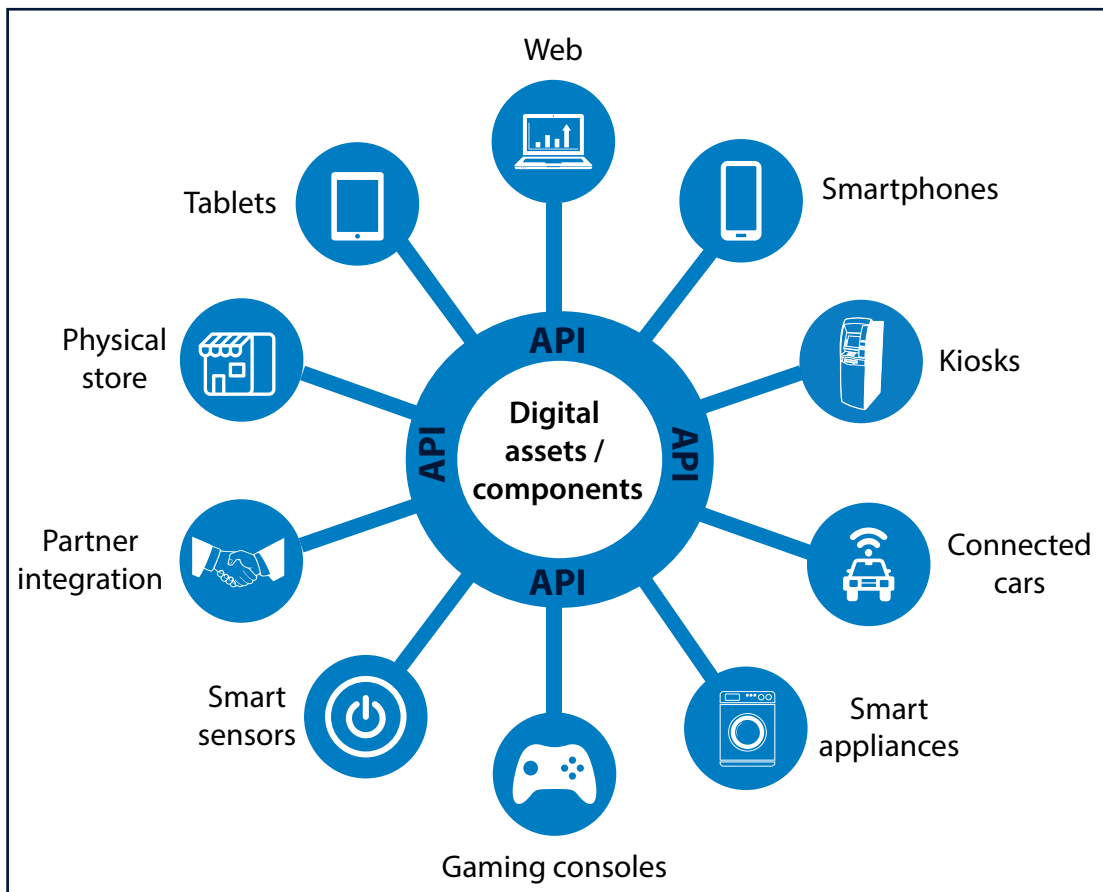 Web
Tablets
Smartphones
Physical
store
Kiosks
API
API
Digital
assets /
components
API
API
Partner
integration
Connected
cars
Smart
sensors
Smart
appliances
Gaming consoles